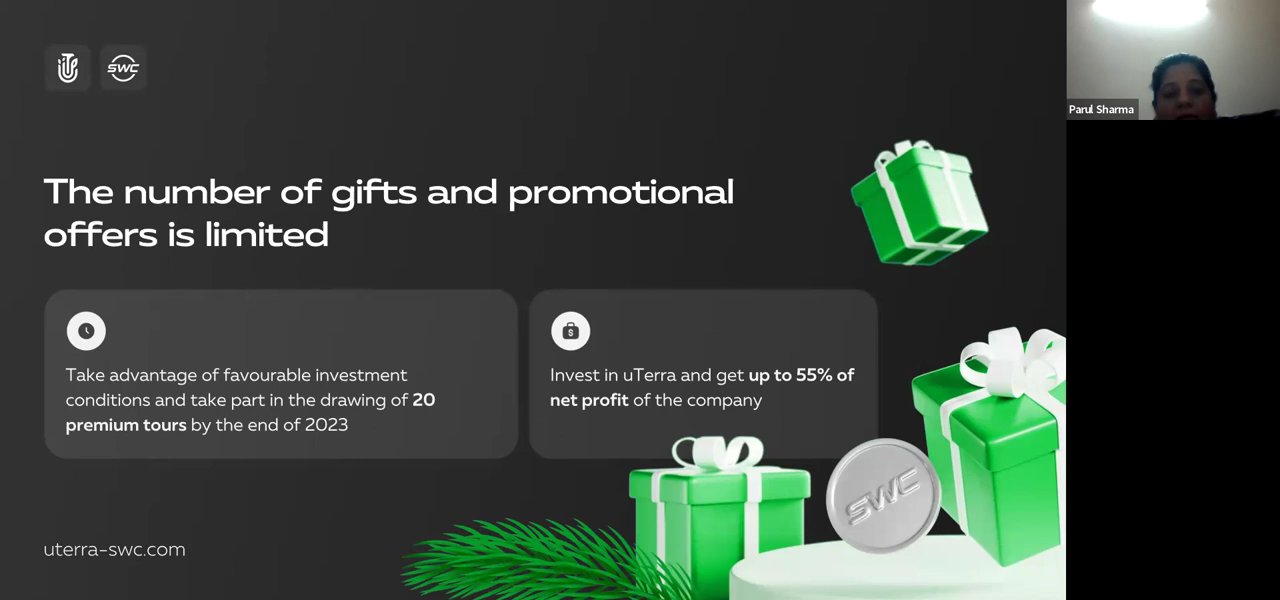 SWC
Parul Sharma
The number of gifts and promotional
offers is limited
Take advantage of favourable investment
conditions and take part in the drawing of 20
premium tours by the end of 2023
Invest in uTerra and get up to 55% of
net profit of the company
SWC
uterra-swc.com